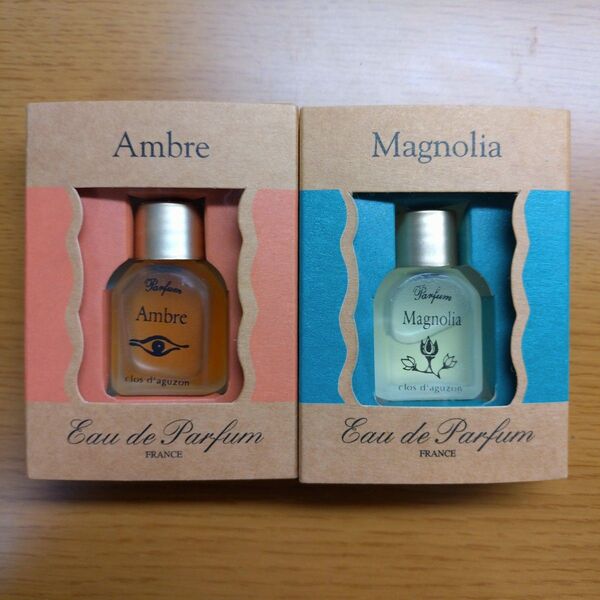 Ambre
Parfum
Ambre
clos d'aguzon
Eau de Parfum
FRANCE
Magnolia
Parfum
Magnolia
clos d'aguzon
Eau de Parfum
FRANCE